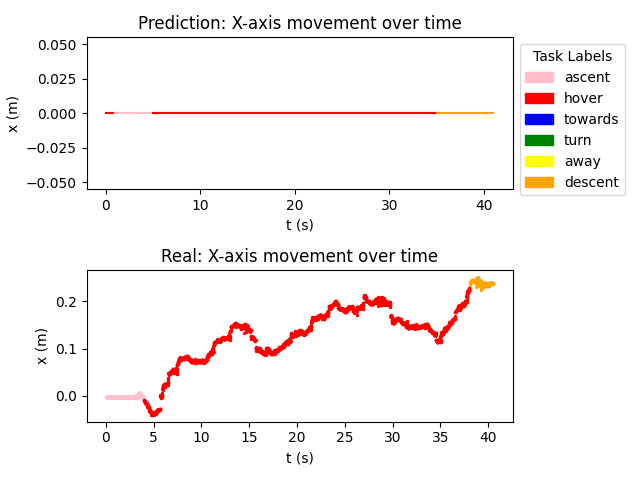 Prediction: X-axis movement over time
0.050
0.025
0.000
−0.025
−0.050
x (m)
0
10
20
30
40
t (s)
Task Labels
ascent
hover
towards
turn
away
descent
Real: X-axis movement over time
0.2
0.1
0.0
x (m)
0
5
10
15
20
25
30
35
40
t (s)